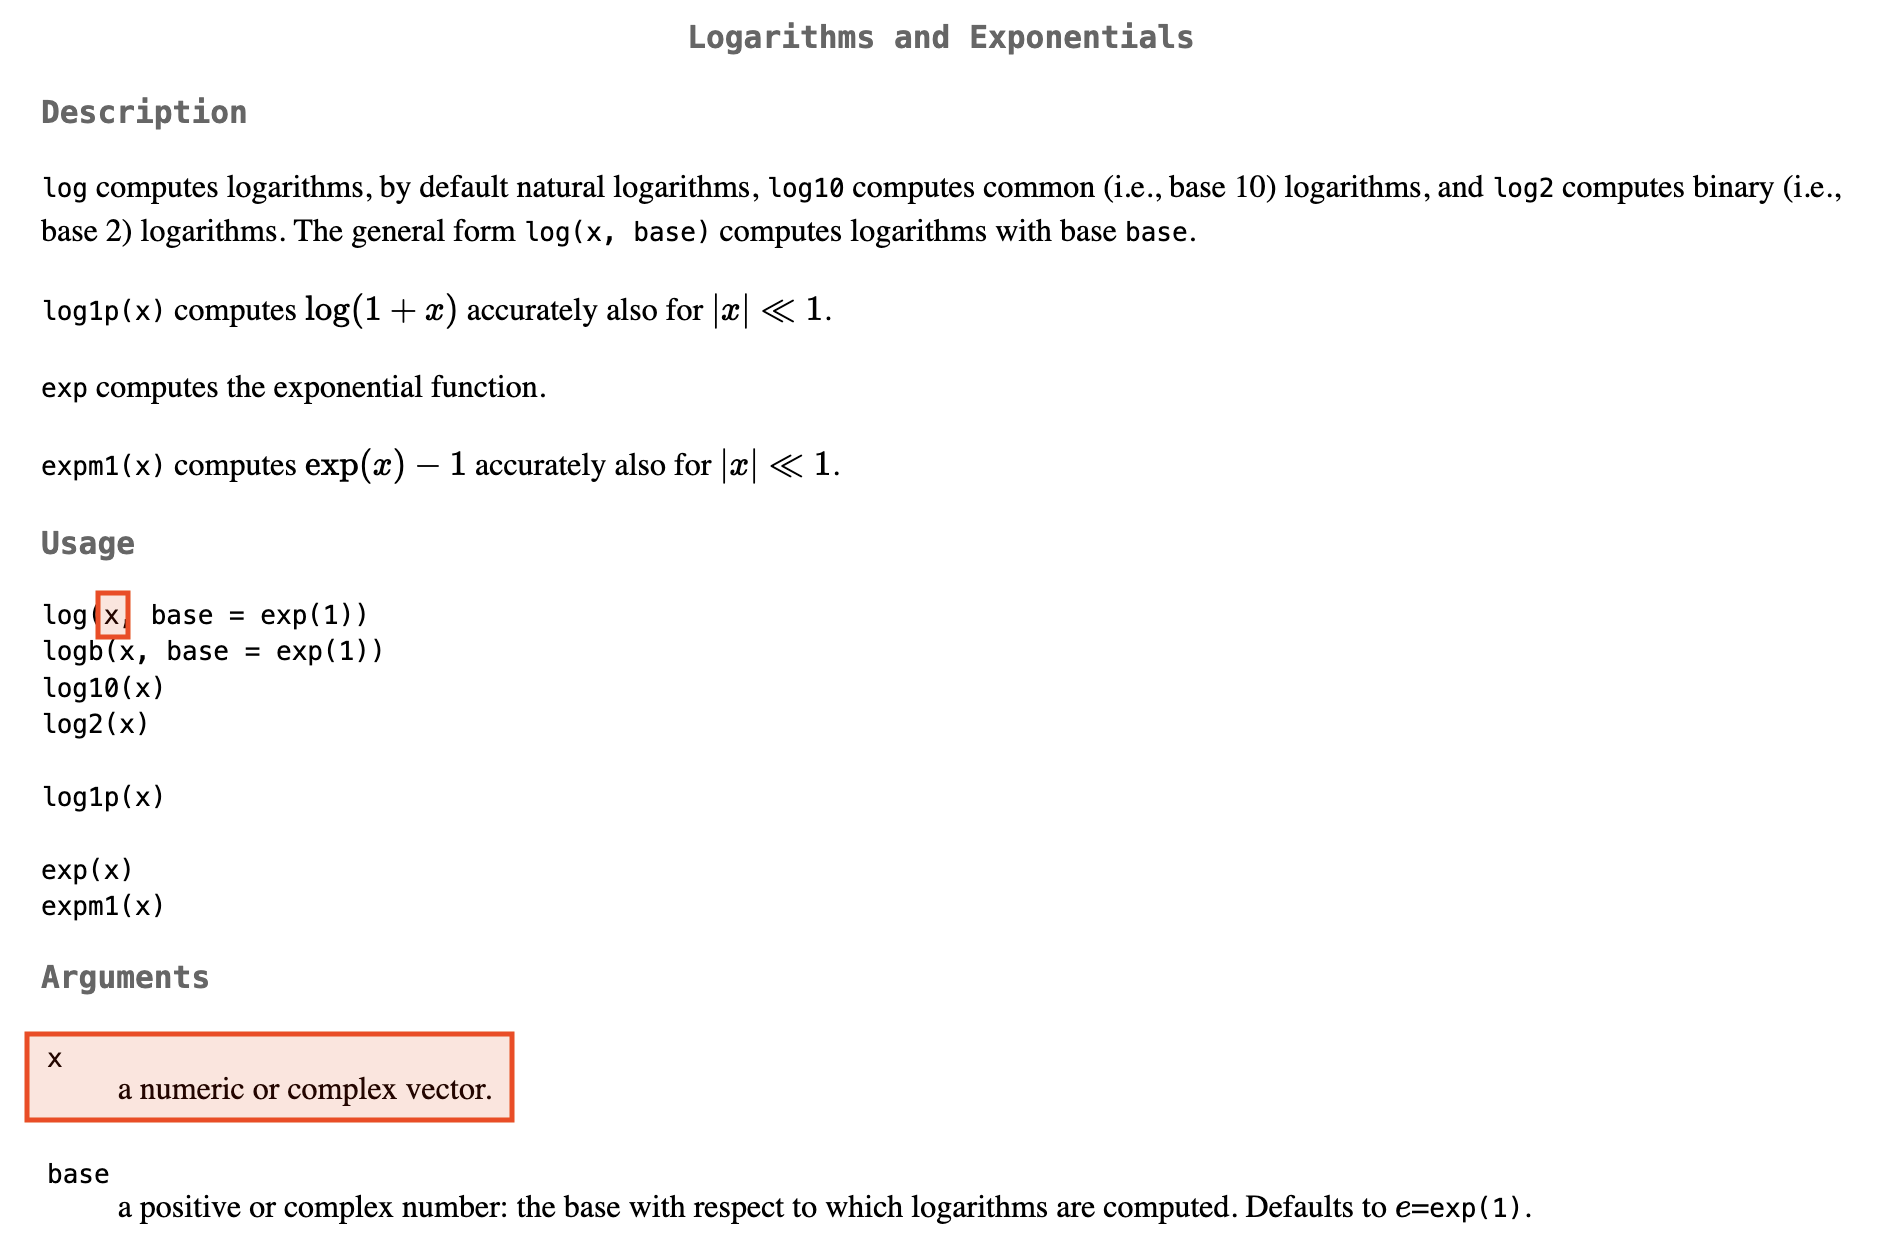 Logarithms and Exponentials
Description
log computes logarithms, by default natural logarithms, log10 computes common (i.e., base 10) logarithms, and log2 computes binary (i.e.,
base 2) logarithms. The general form log(x, base) computes logarithms with base base.
log1p(x) computes log(1 + x) accurately also for |x| ≪ 1.
exp computes the exponential function.
expm1(x) computes exp(x) − 1 accurately also for |x| ≪ 1.
Usage
log(x, base = exp(1))
logb(x, base = exp(1))
log10(x)
log2(x)
log1p(x)
exp(x)
expm1(x)
Arguments
x
a numeric or complex vector.
base
a positive or complex number: the base with respect to which logarithms are computed. Defaults to e=exp(1).